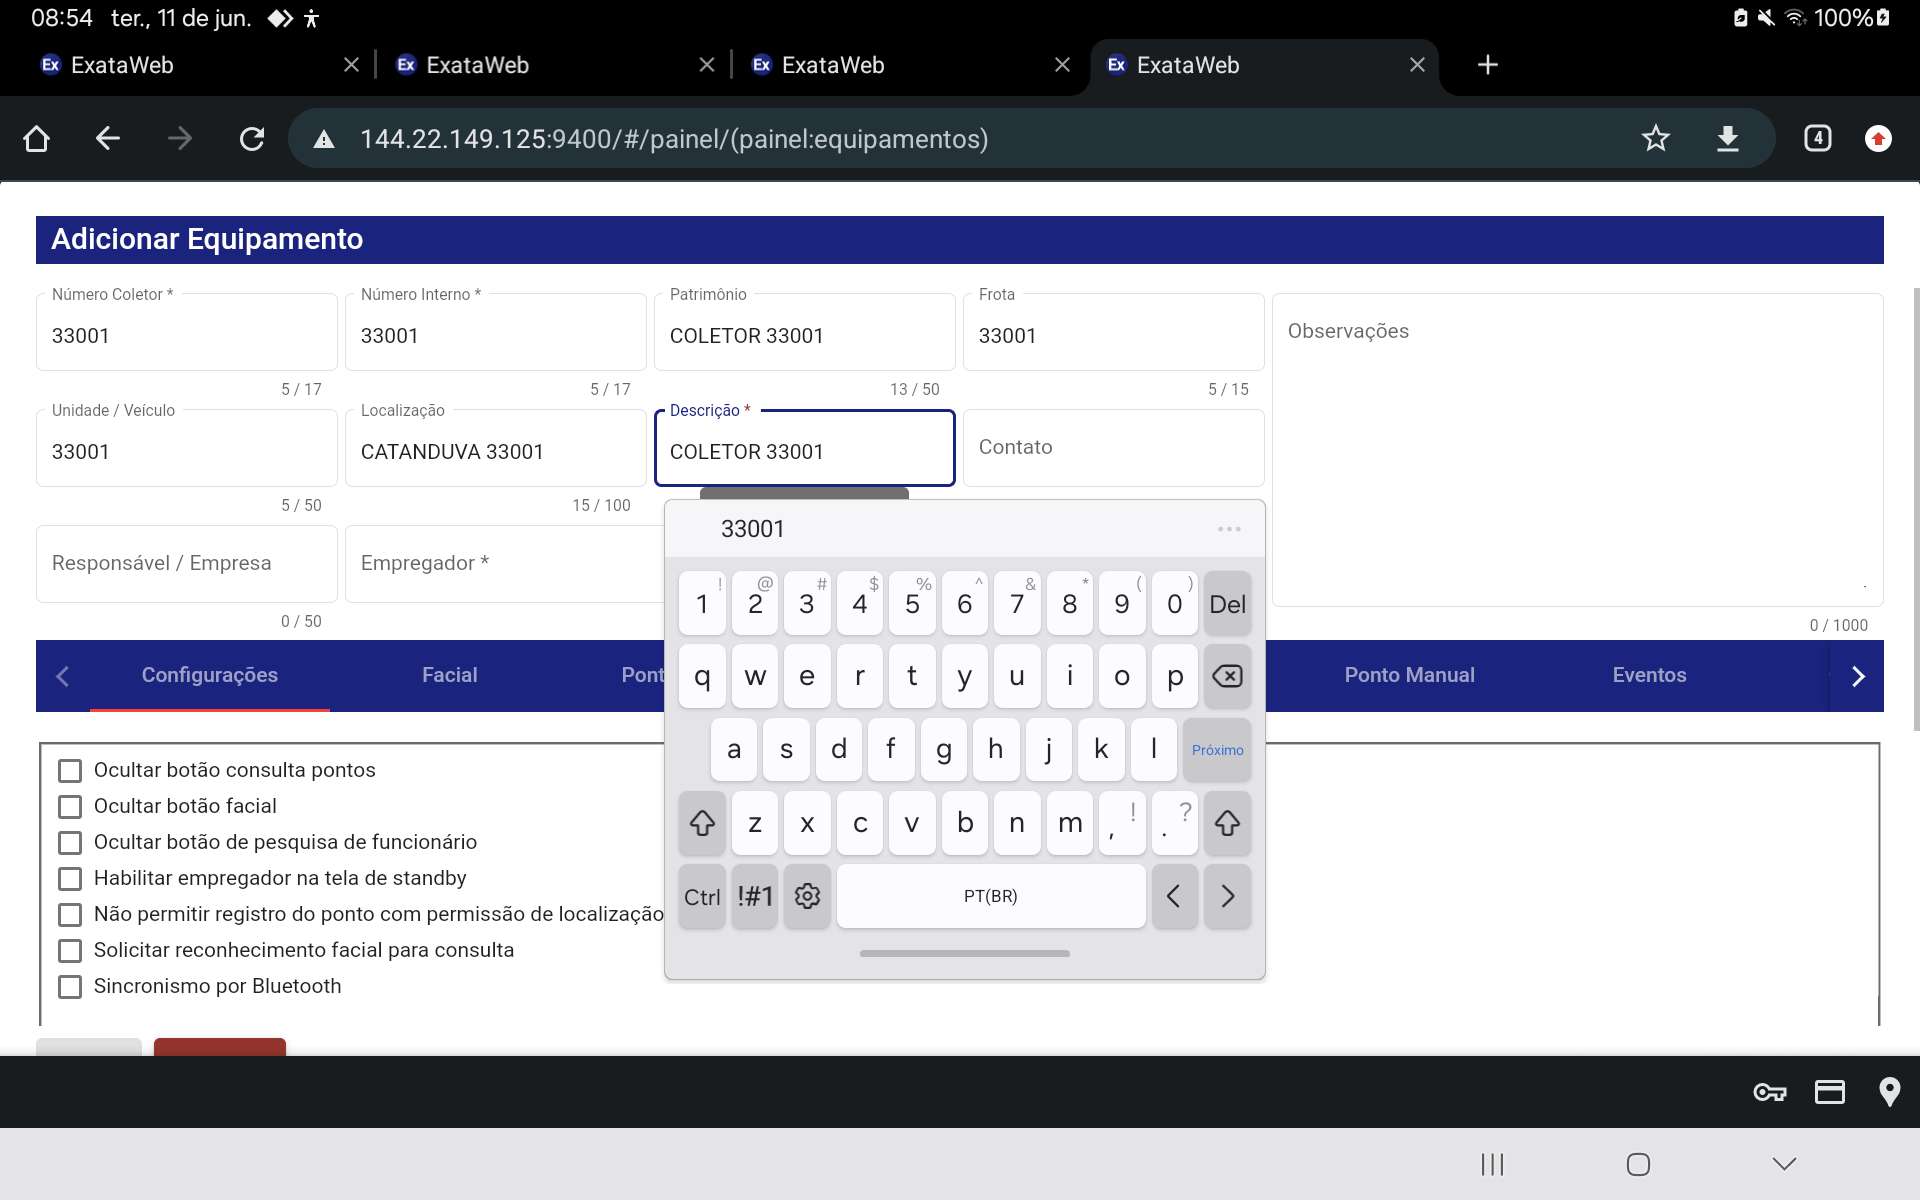 08:54 ter., 11 de jun. 100%
ExataWeb ExataWeb ExataWeb ExataWeb
144.22.149.125:9400/#/painel/(painel:equipamentos) 4
Adicionar Equipamento
Número Coletor * Número Interno * Patrimônio Frota
33001 33001 COLETOR 33001 33001 Observações
5 / 17 5 / 17 13 / 50 5 / 15
Unidade / Veículo Localização Descrição *
33001 CATANDUVA 33001 COLETOR 33001 Contato
5 / 50 15 / 100
33001
Responsável / Empresa Empregador *
0 / 50 0 / 1000
Configurações Facial Pont Ponto Manual Eventos
Ocultar botão consulta pontos
Ocultar botão facial
Ocultar botão de pesquisa de funcionário
Habilitar empregador na tela de standby
Não permitir registro do ponto com permissão de localização
Solicitar reconhecimento facial para consulta
Sincronismo por Bluetooth
! @ # $ % ^ & * ( )
1 2 3 4 5 6 7 8 9 0 Del
q w e r t y u i o p
a s d f g h j k l Próximo
z x c v b n m , ! . ?
Ctrl !#1 PT(BR) < >